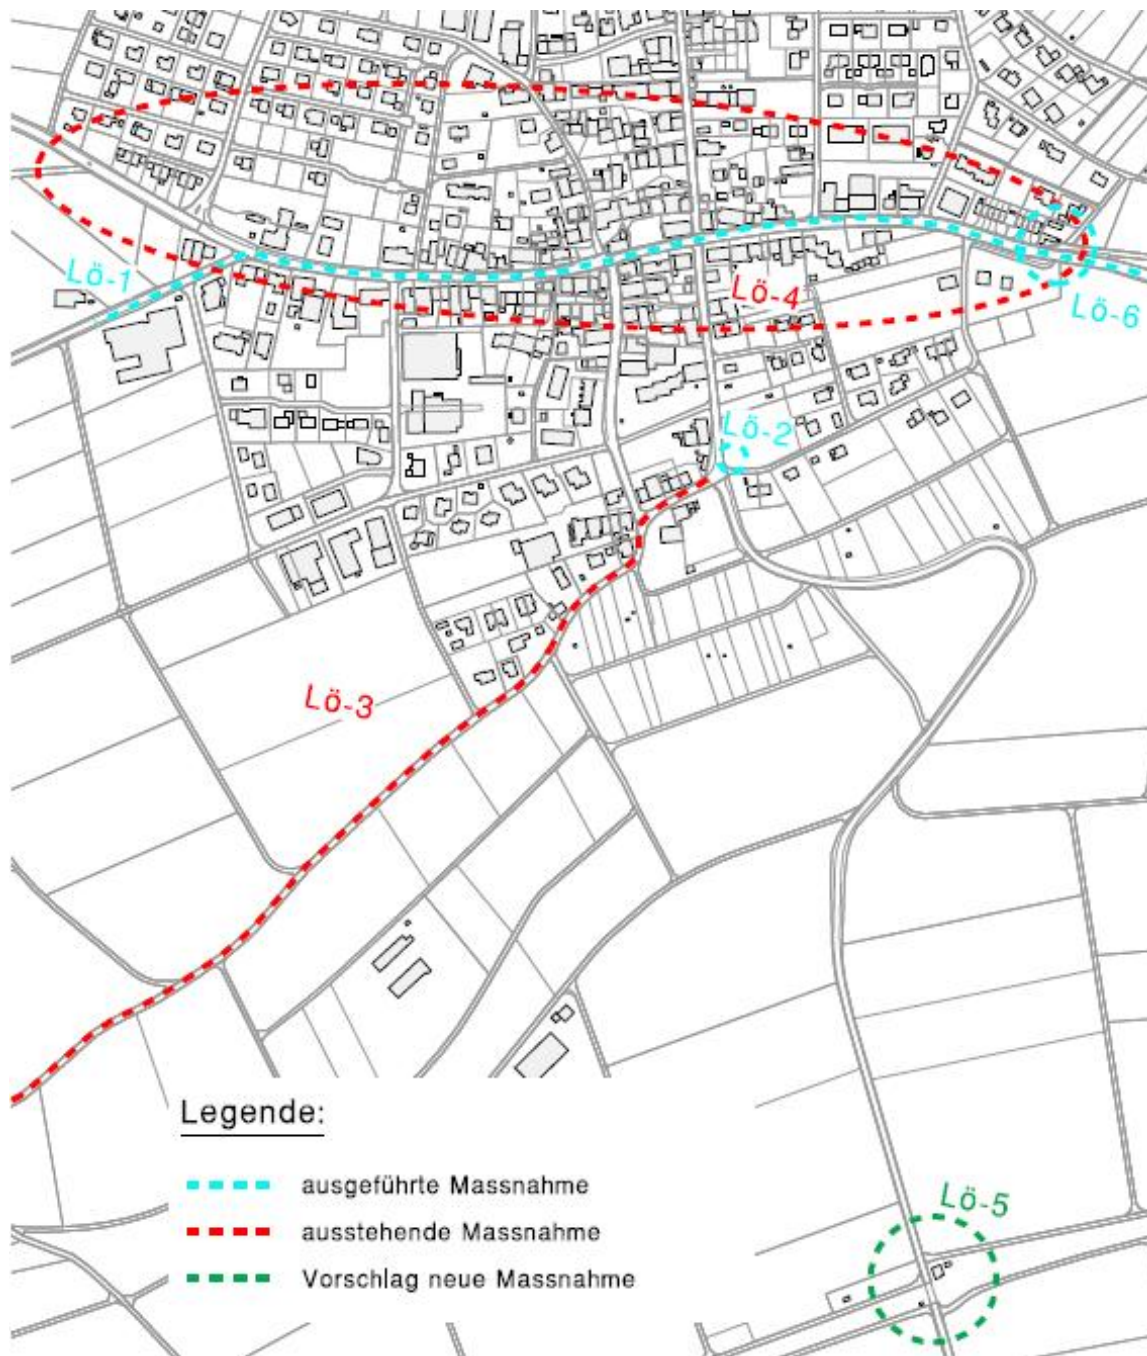 Lö-1
Lö-4
Lö-6
Lö-2
Lö-3
Legende:
ausgeführte Massnahme
ausstehende Massnahme
Vorschlag neue Massnahme
Lö-5